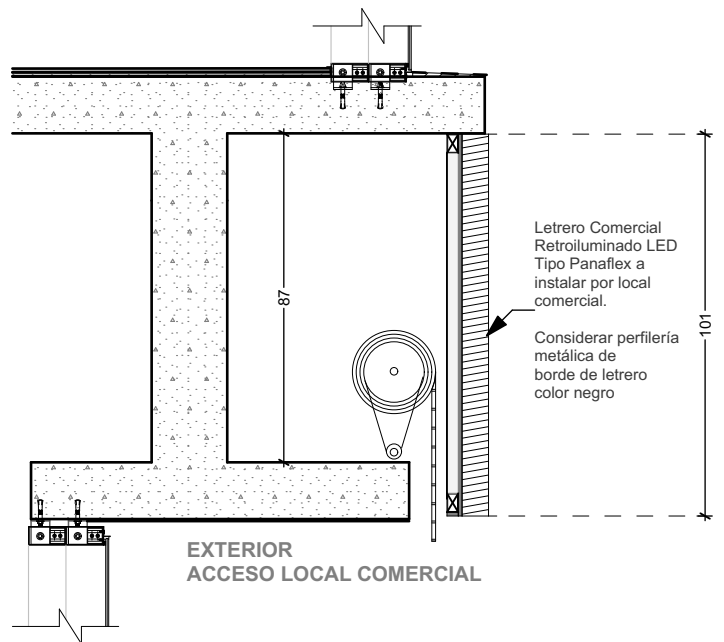 Letrero Comercial
Retroiluminado LED
Tipo Panaflex a
instalar por local
comercial.
Considerar perfilería
metálica de
borde de letrero
color negro
87
101
EXTERIOR
ACCESO LOCAL COMERCIAL